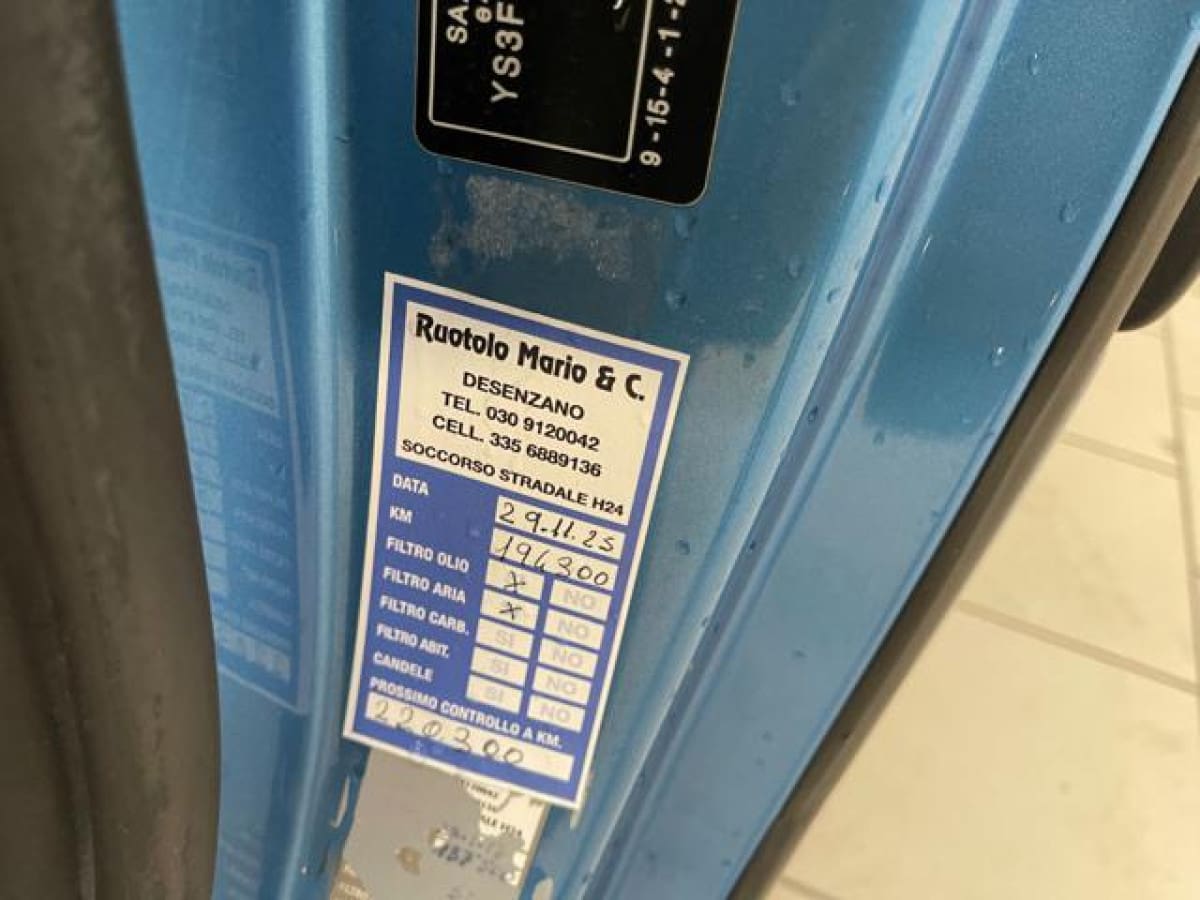 SAA
YS3F
9-15-4-1-2
Ruotolo Mario & C.
DESENZANO
TEL. 030 9120042
CELL. 335 6889136
SOCCORSO STRADALE H24
DATA 29.11.25
KM 194300
FILTRO OLIO X NO
FILTRO ARIA X NO
FILTRO CARB. SI NO
FILTRO ABIT. SI NO
CANDELE SI NO
PROSSIMO CONTROLLO A KM.
220300